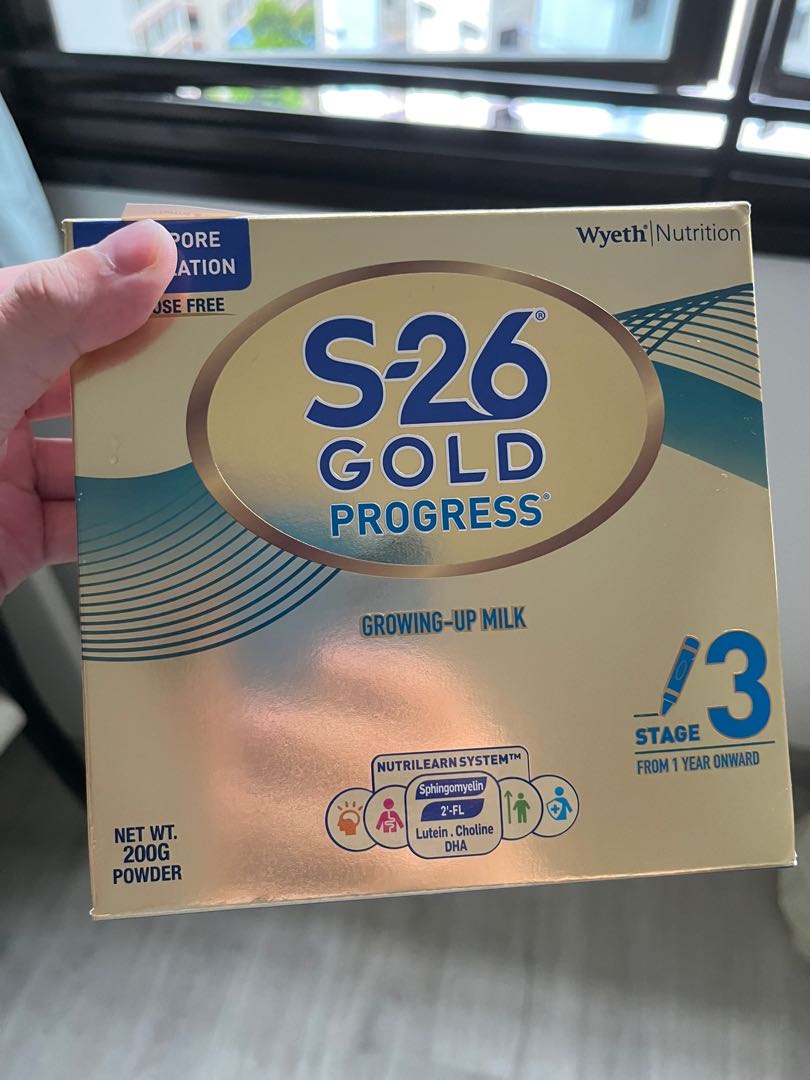 PORE
ATION
USE FREE
Wyeth® | Nutrition
S-26®
GOLD
PROGRESS®
GROWING-UP MILK
STAGE 3
FROM 1 YEAR ONWARD
NUTRILEARN SYSTEM™
Sphingomyelin
2'-FL
Lutein . Choline
DHA
NET WT.
200G
POWDER